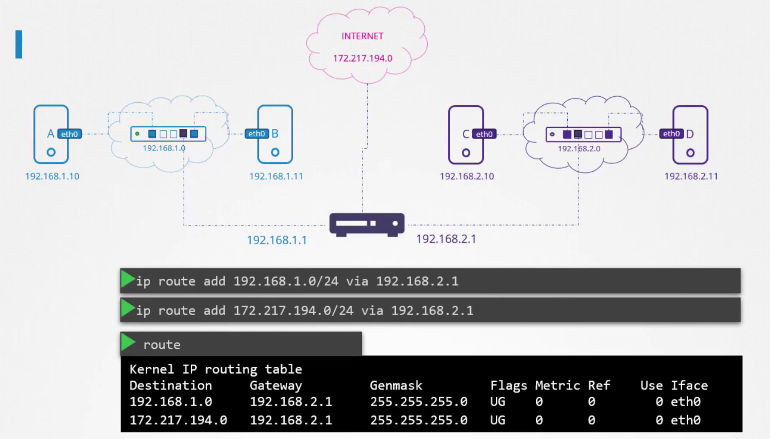 INTERNET
172.217.194.0
A eth0
192.168.1.0
eth0 B
C eth0
192.168.2.0
eth0 D
192.168.1.10
192.168.1.11
192.168.2.10
192.168.2.11
192.168.1.1
192.168.2.1
ip route add 192.168.1.0/24 via 192.168.2.1
ip route add 172.217.194.0/24 via 192.168.2.1
route
Kernel IP routing table
Destination Gateway Genmask Flags Metric Ref Use Iface
192.168.1.0 192.168.2.1 255.255.255.0 UG 0 0 0 eth0
172.217.194.0 192.168.2.1 255.255.255.0 UG 0 0 0 eth0